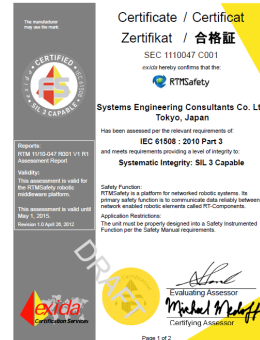 The manufacturer
may use the mark:
CERTIFIED
FS
SIL 3 CAPABLE
Reports:
RTM 11/10-047 R001 V1 R1
Assessment Report
Validity:
This assessment is valid for
the RTMSafety robotic
middleware platform.
This assessment is valid until
May 1, 2015.
Revision 1.0 April 26, 2012
exida
Certification Services
Certificate / Certificat
Zertifikat / 合格証
SEC 1110047 C001
exida hereby confirms that the:
RTMSafety
Systems Engineering Consultants Co. Lt
Tokyo, Japan
Has been assessed per the relevant requirements of:
IEC 61508 : 2010 Part 3
and meets requirements providing a level of integrity to:
Systematic Integrity: SIL 3 Capable
Safety Function:
RTMSafety is a platform for networked robotic systems. Its
primary safety function is to communicate data reliably between
network enabled robotic elements called RT-Components.
Application Restrictions:
The unit must be properly designed into a Safety Instrumented
Function per the Safety Manual requirements.
DRAFT
Evaluating Assessor
Michael Medoff
Certifying Assessor
Page 1 of 2